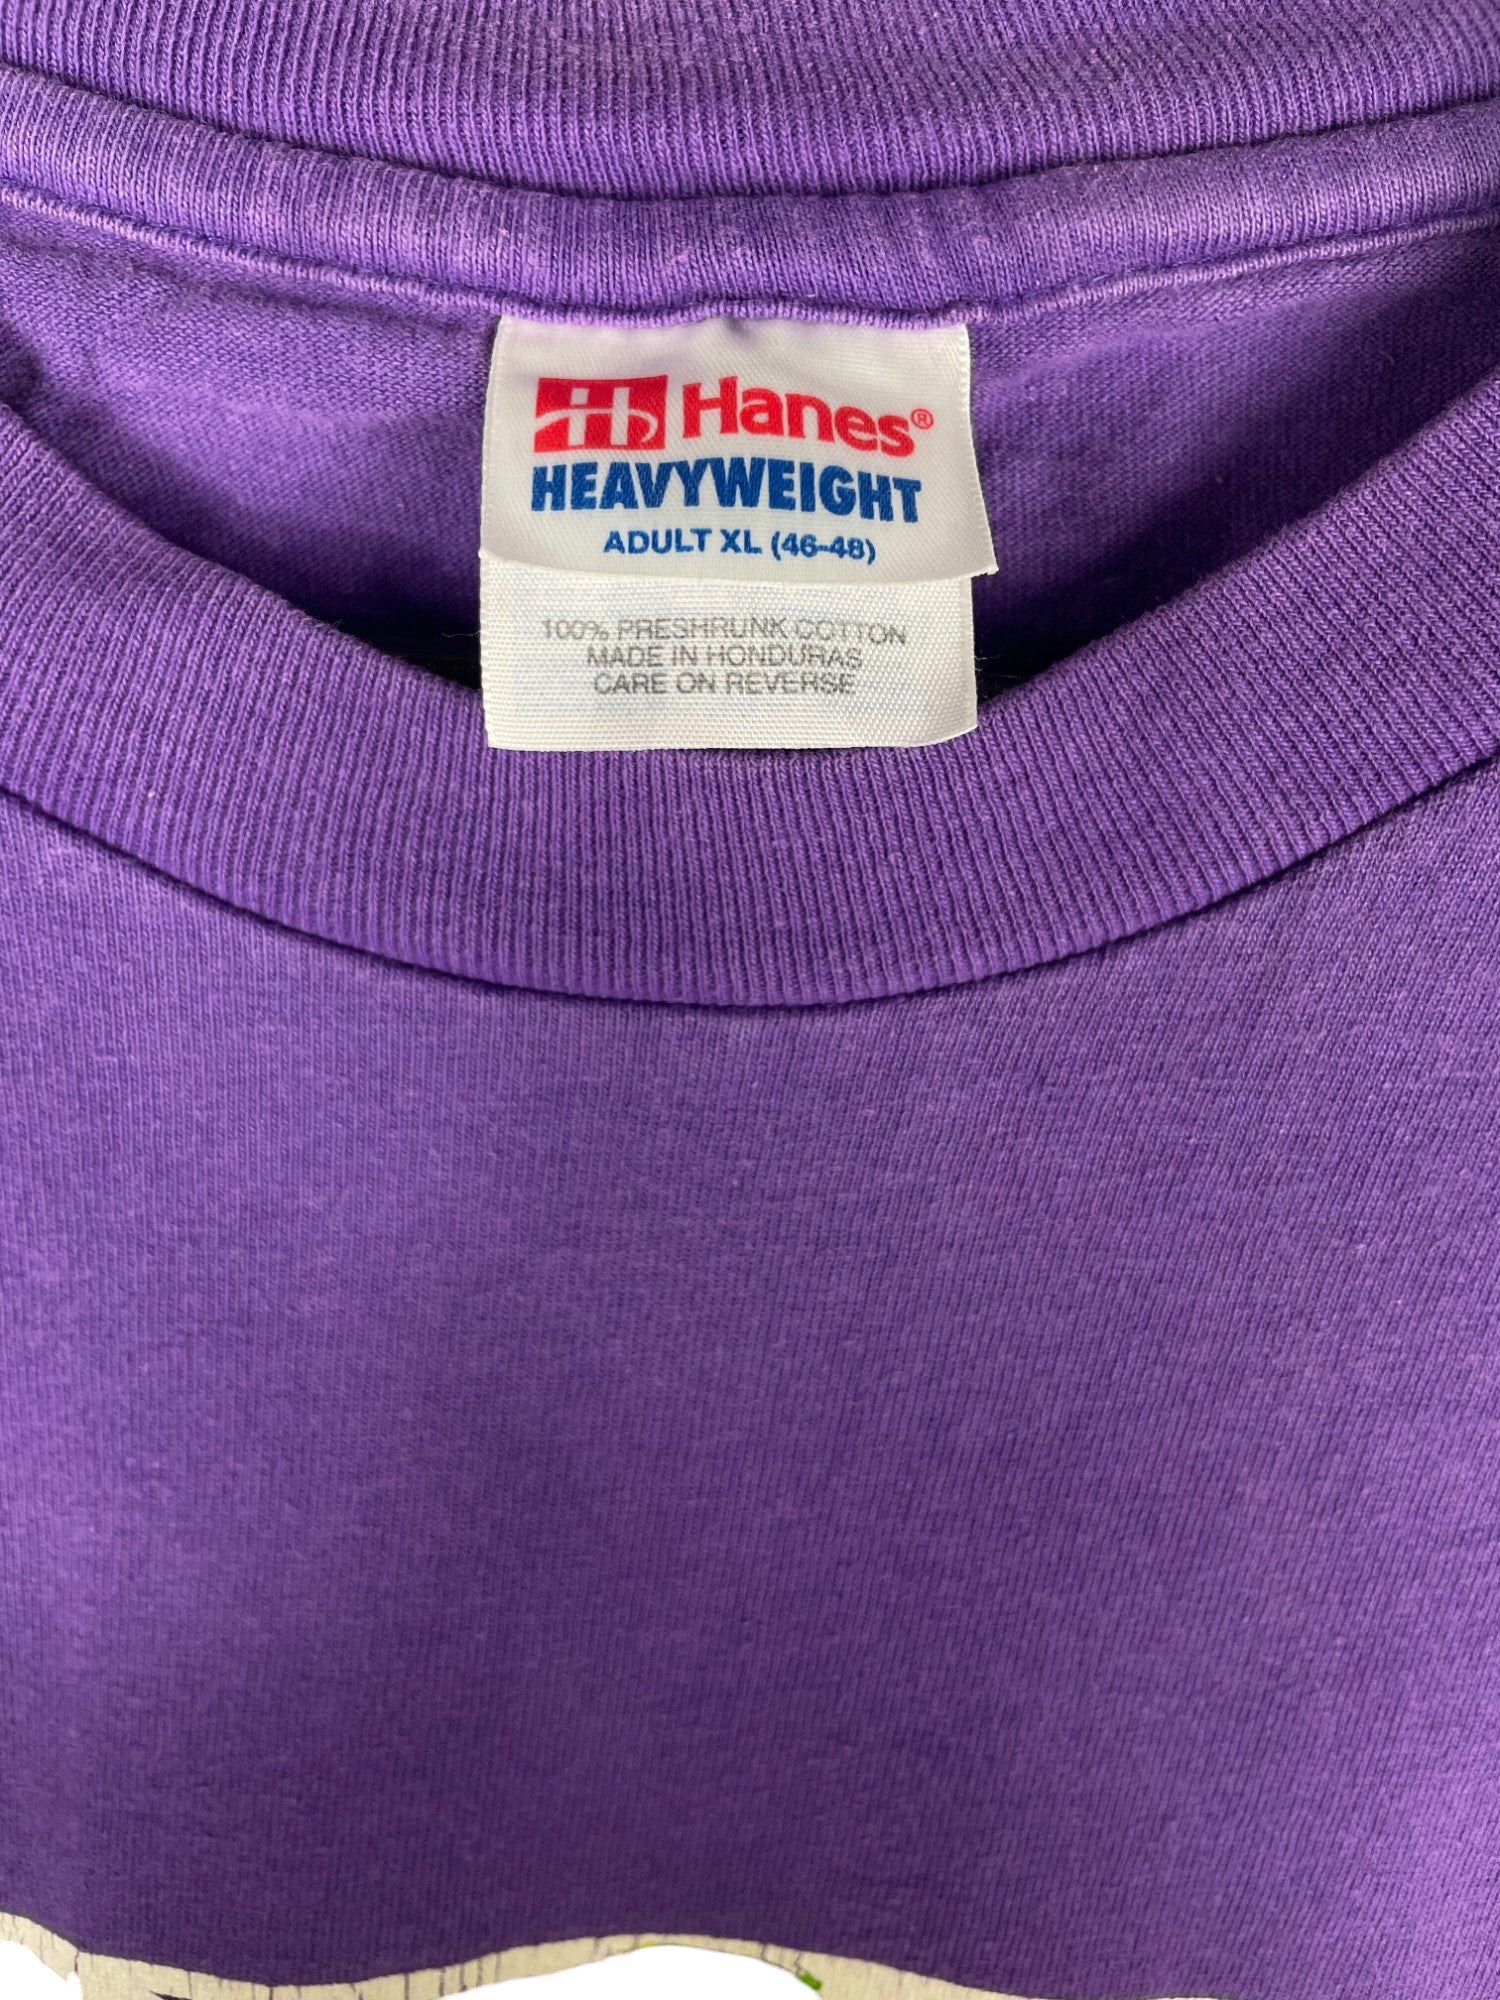 Hanes®
HEAVYWEIGHT
ADULT XL (46-48)
100% PRESHRUNK COTTON
MADE IN HONDURAS
CARE ON REVERSE